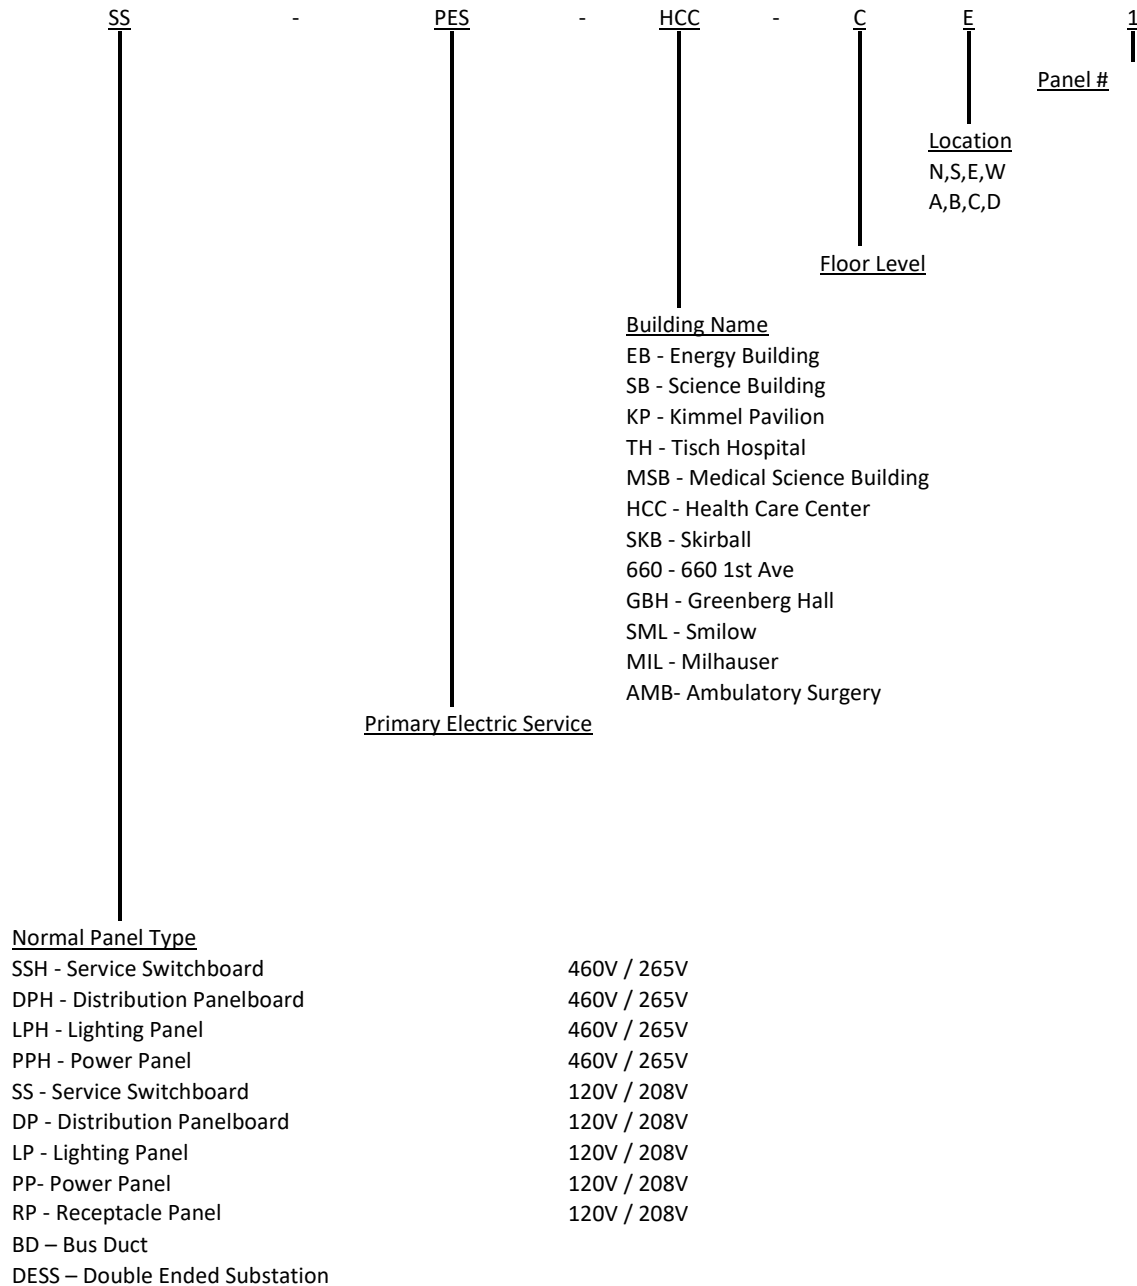 SS - PES - HCC - C E 1
Panel #
Location
N,S,E,W
A,B,C,D
Floor Level
Building Name
EB - Energy Building
SB - Science Building
KP - Kimmel Pavilion
TH - Tisch Hospital
MSB - Medical Science Building
HCC - Health Care Center
SKB - Skirball
660 - 660 1st Ave
GBH - Greenberg Hall
SML - Smilow
MIL - Milhauser
AMB- Ambulatory Surgery
Primary Electric Service
Normal Panel Type
SSH - Service Switchboard 460V / 265V
DPH - Distribution Panelboard 460V / 265V
LPH - Lighting Panel 460V / 265V
PPH - Power Panel 460V / 265V
SS - Service Switchboard 120V / 208V
DP - Distribution Panelboard 120V / 208V
LP - Lighting Panel 120V / 208V
PP- Power Panel 120V / 208V
RP - Receptacle Panel 120V / 208V
BD – Bus Duct
DESS – Double Ended Substation